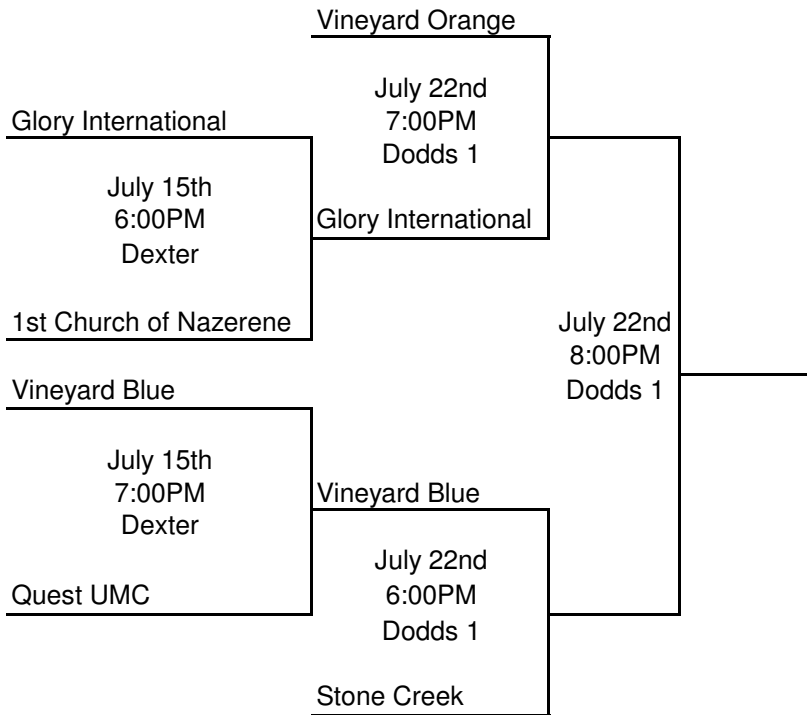 Vineyard Orange
July 22nd
7:00PM
Dodds 1
Glory International
July 15th
6:00PM
Dexter
Glory International
1st Church of Nazerene
July 22nd
8:00PM
Dodds 1
Vineyard Blue
July 15th
7:00PM
Dexter
Vineyard Blue
Quest UMC
July 22nd
6:00PM
Dodds 1
Stone Creek